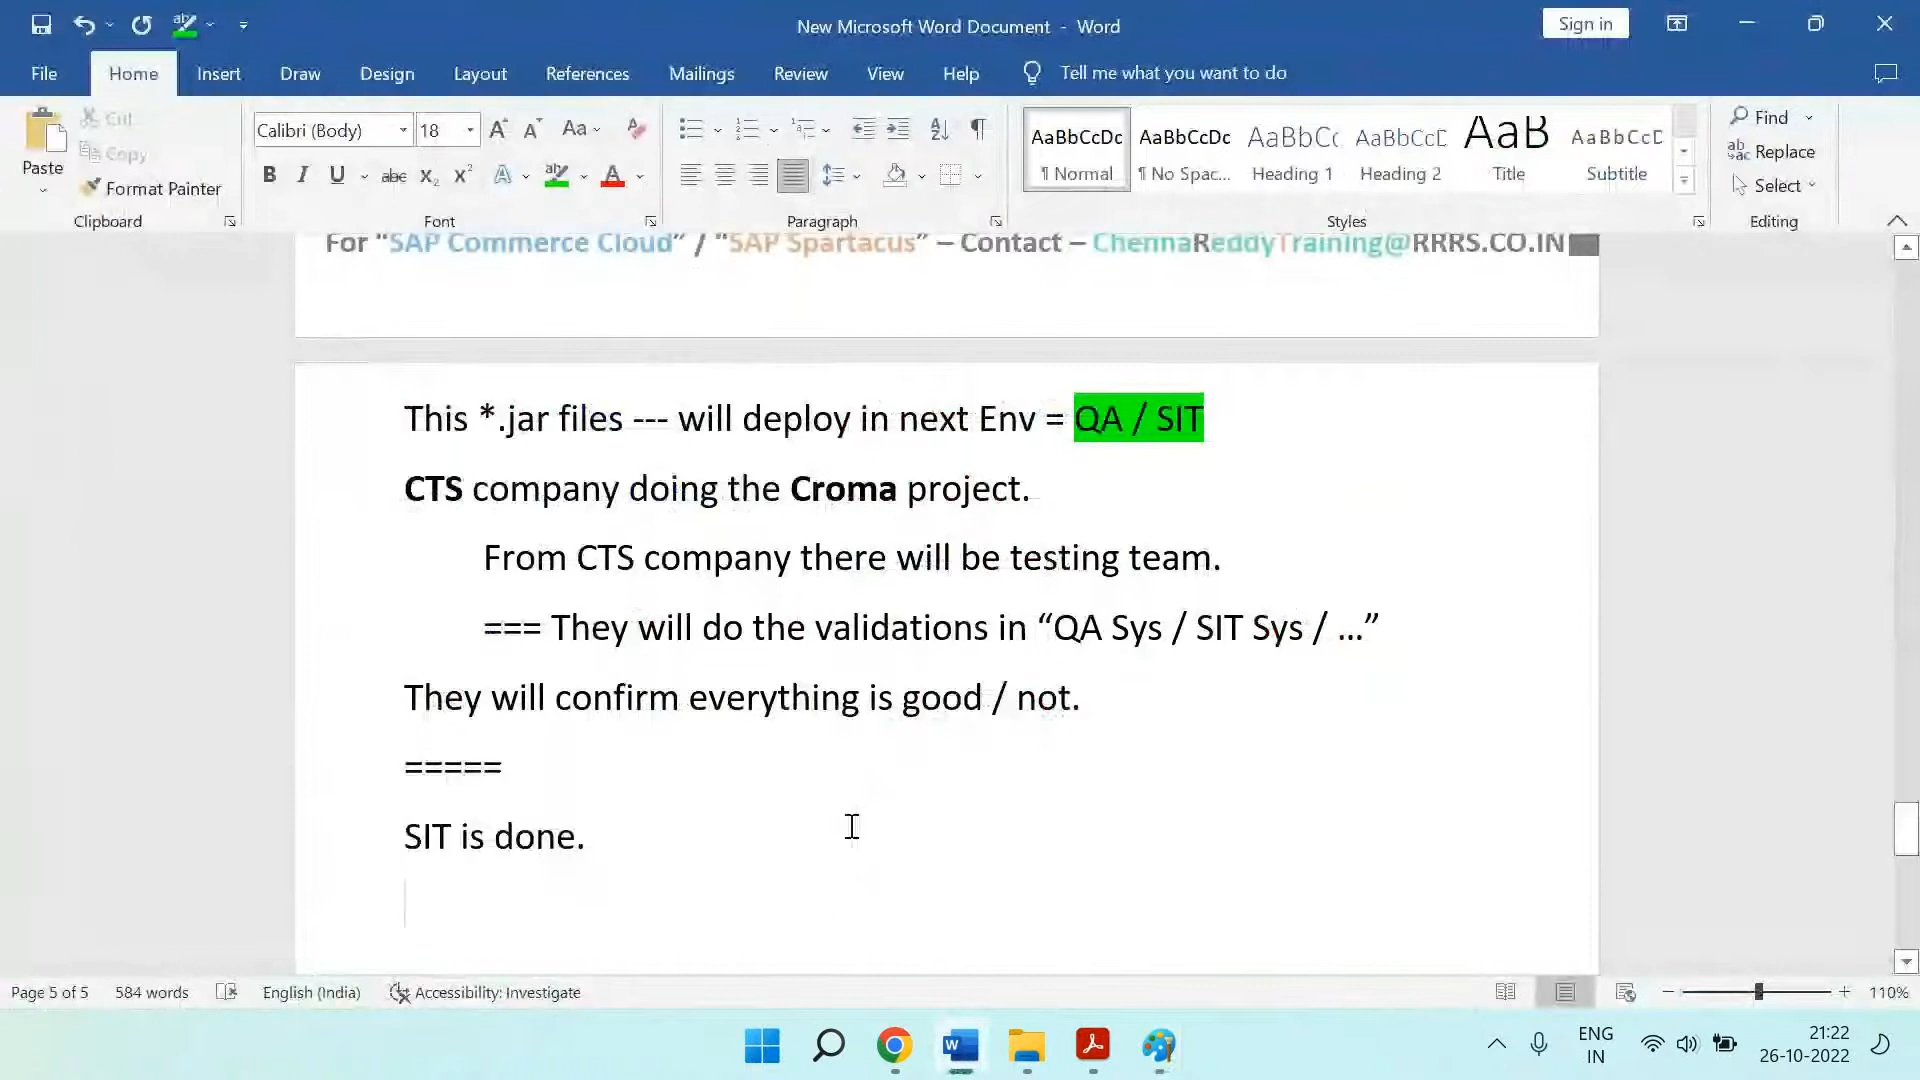 New Microsoft Word Document - Word
Sign in
File Home Insert Draw Design Layout References Mailings Review View Help Tell me what you want to do
Paste
Cut
Copy
Format Painter
Clipboard
Calibri (Body) 18
Font
Paragraph
AaBbCcDc AaBbCcDc AaBbCc AaBbCcD AaB AaBbCcD
¶ Normal ¶ No Spac... Heading 1 Heading 2 Title Subtitle
Styles
Find
Replace
Select
Editing
For “SAP Commerce Cloud” / “SAP Spartacus” – Contact – ChennaReddyTraining@RRRS.CO.IN
This *.jar files --- will deploy in next Env = QA / SIT
CTS company doing the Croma project.
From CTS company there will be testing team.
=== They will do the validations in “QA Sys / SIT Sys / …”
They will confirm everything is good / not.
=====
SIT is done.
Page 5 of 5 584 words English (India) Accessibility: Investigate 110%
ENG
IN
21:22
26-10-2022